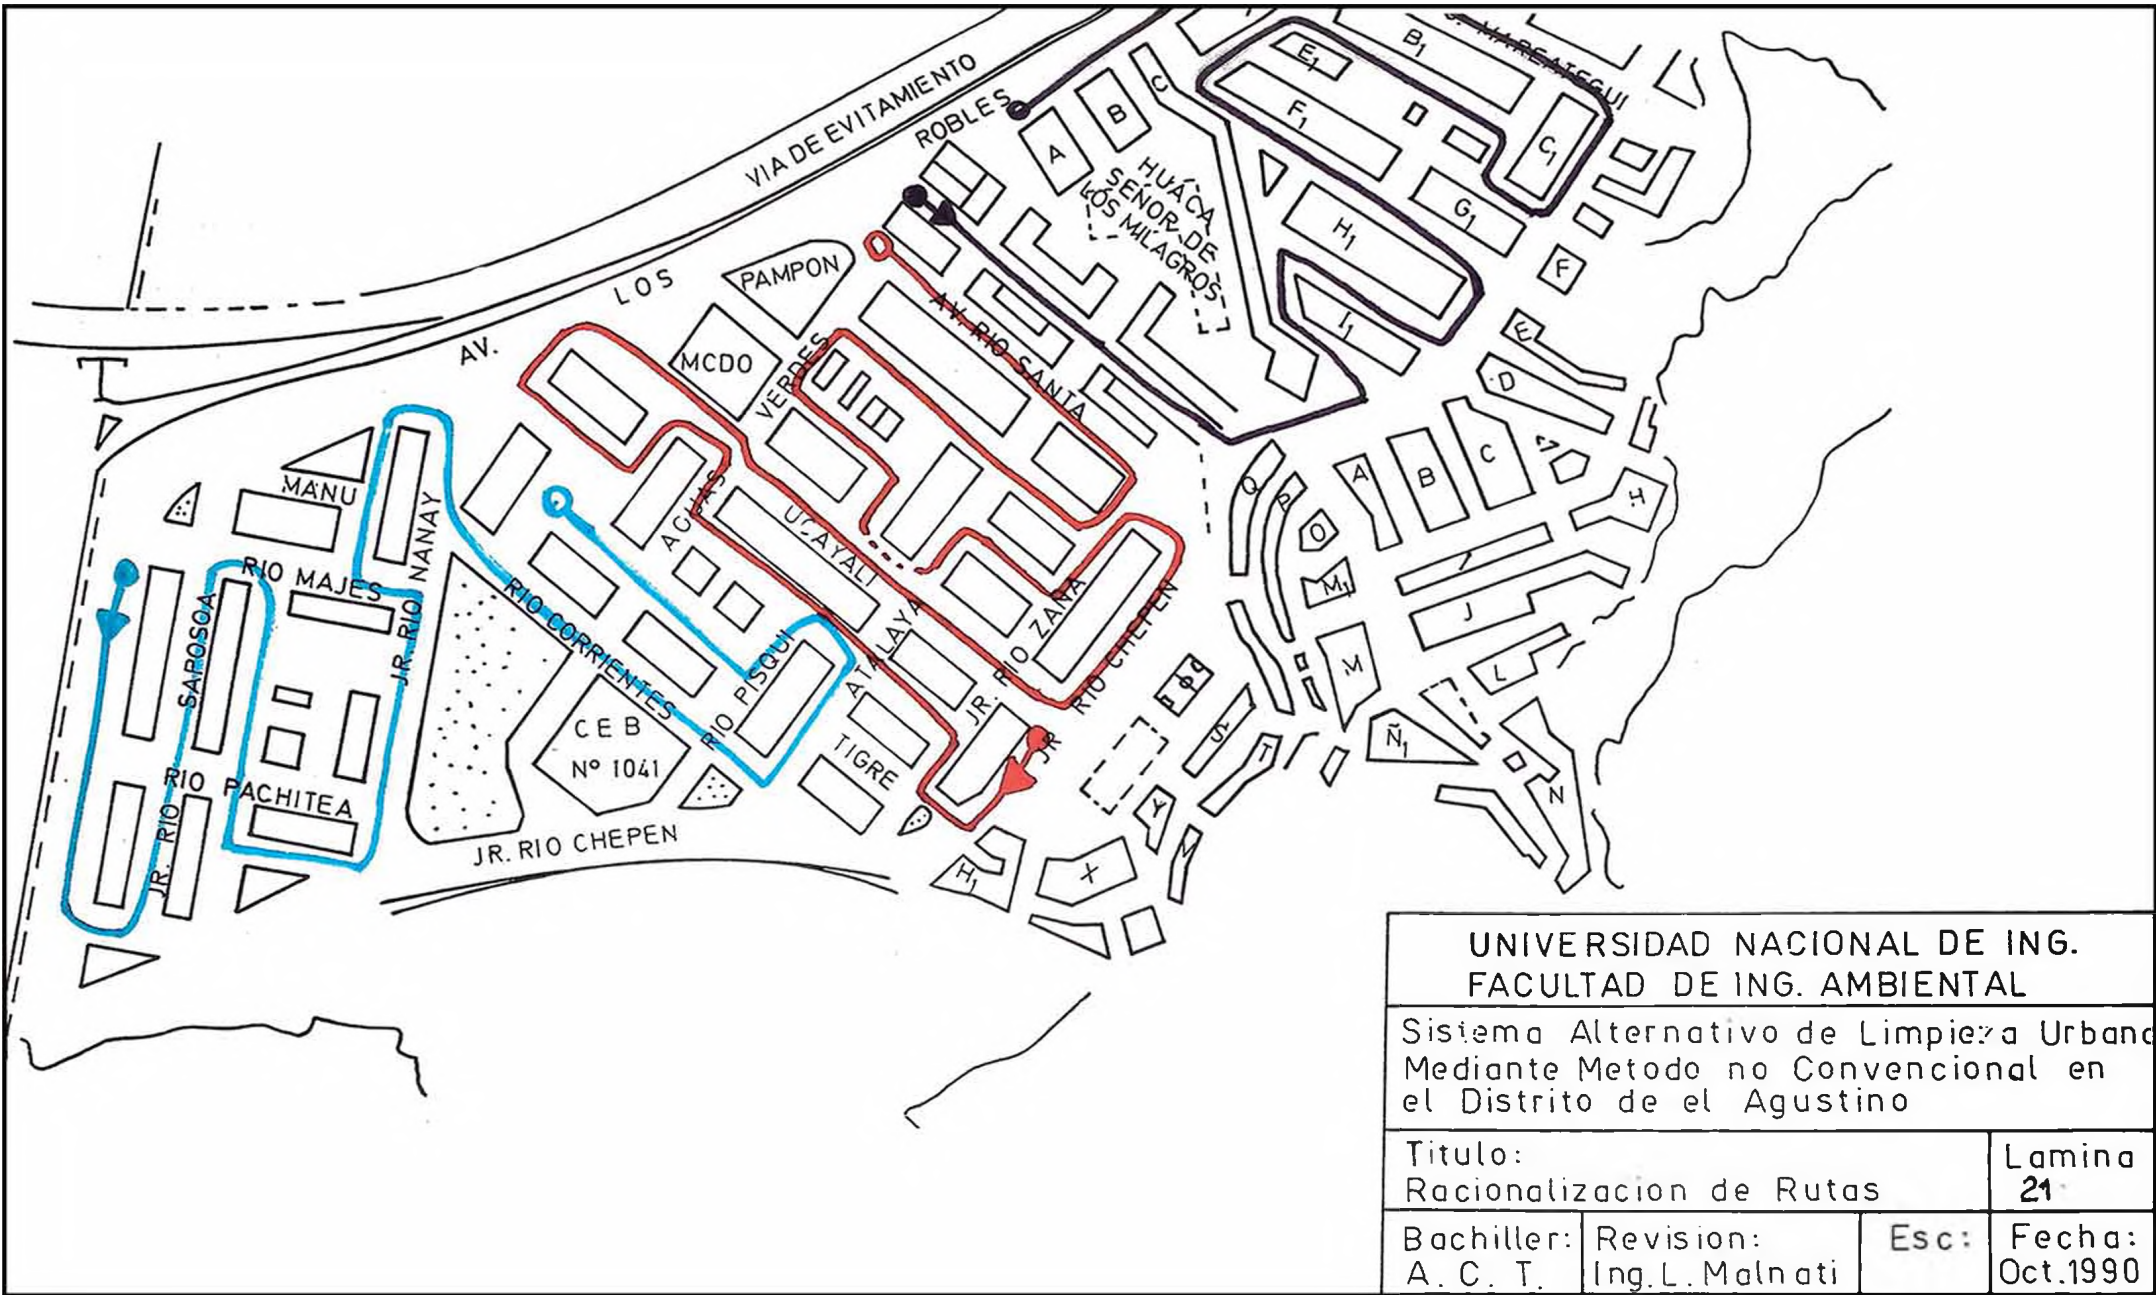 J. MAREATEGUI
B1
E1
F1
C1
G1
H1
I1
VIA DE EVITAMIENTO
ROBLES
A
B
C
HUACA
SEÑOR DE
LOS MILAGROS
F
E
D
LOS
AV.
PAMPON
MCDO
VERDES
AV. RIO SANTA
AGUAS
UCAYALI
ATALAYA
JR. RIO ZAÑA
JR RIO CHEPEN
TIGRE
RIO PISQUI
RIO CORRIENTES
CEB
Nº 1041
MANU
RIO MAJES
JR. RIO NANAY
JR. RIO SAPOSOA
RIO PACHITEA
JR. RIO CHEPEN
Q
P
O
A
B
C
H
I
J
L
M1
M
Ñ1
N
S
T
Y
X
H1
UNIVERSIDAD NACIONAL DE ING.
FACULTAD DE ING. AMBIENTAL
Sistema Alternativo de Limpieza Urbana
Mediante Metodo no Convencional en
el Distrito de el Agustino
Titulo:
Racionalizacion de Rutas
Lamina
21
Bachiller:
A. C. T.
Revision:
Ing. L. Malnati
Esc:
Fecha:
Oct. 1990